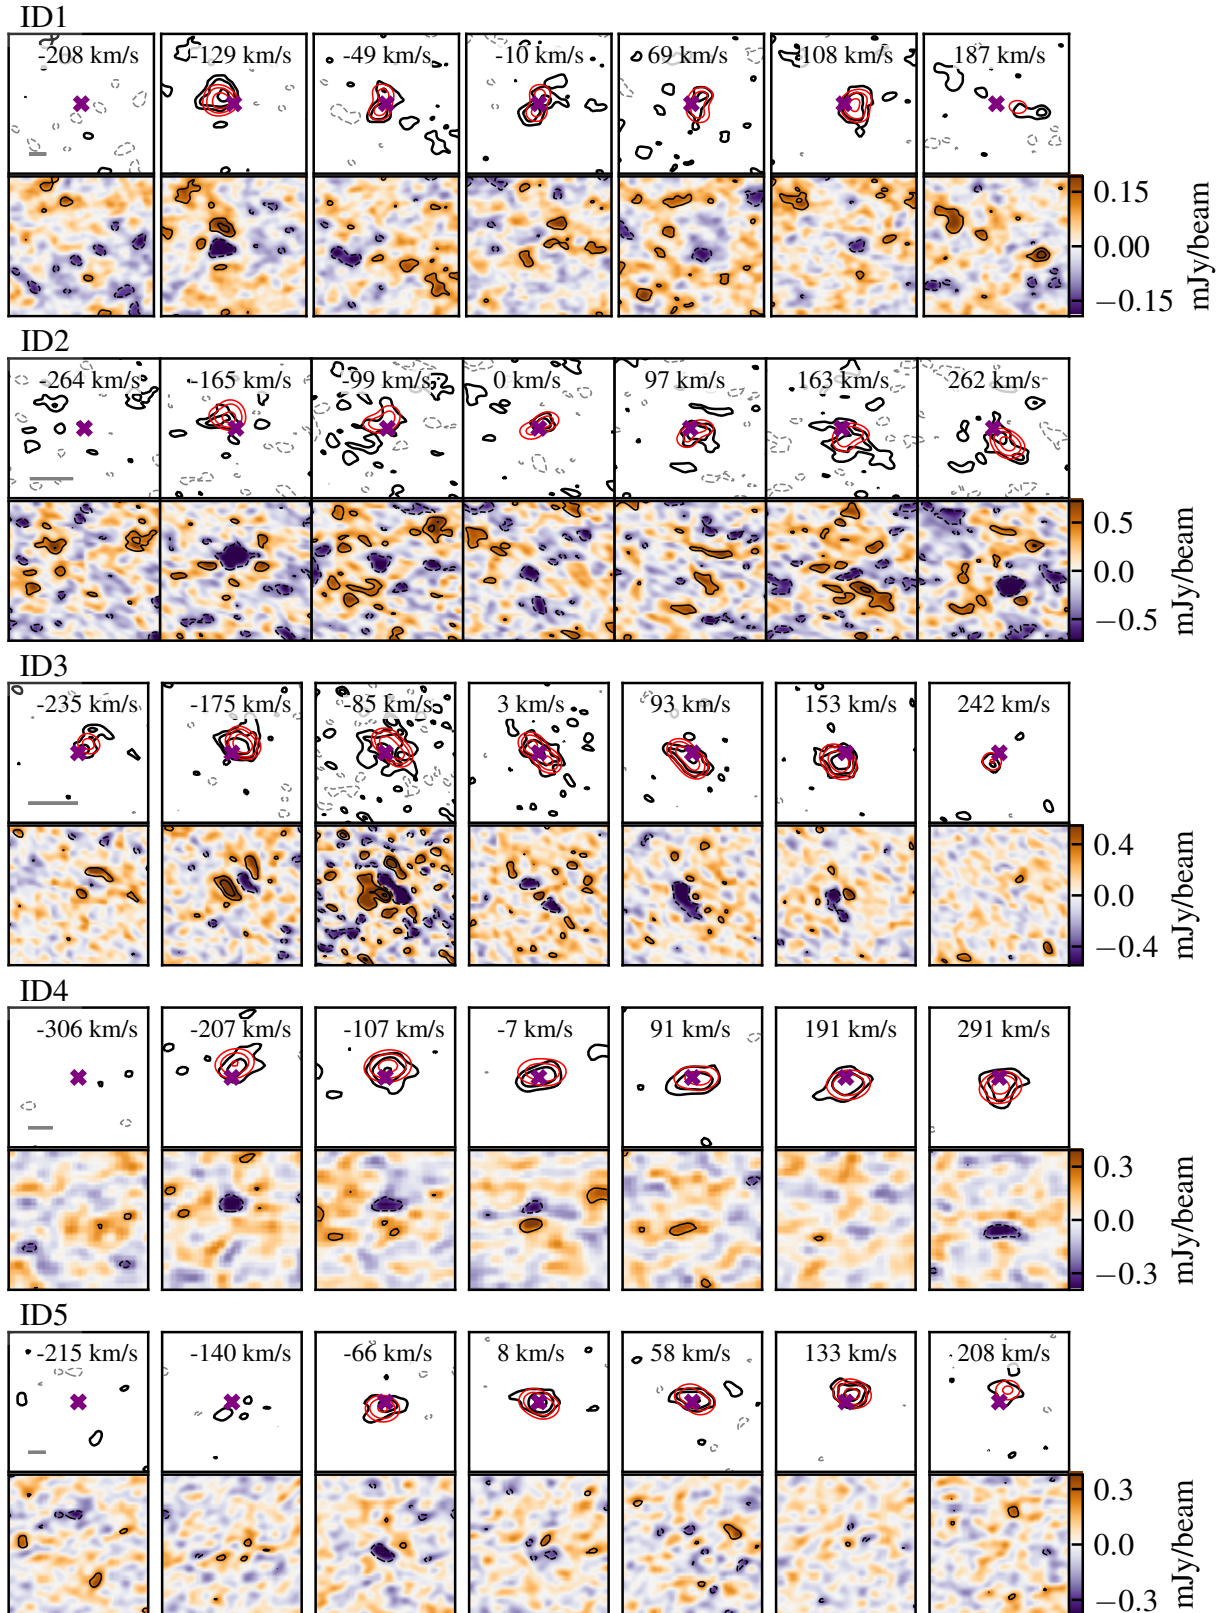 ID1
-208 km/s -129 km/s -49 km/s -10 km/s 69 km/s 108 km/s 187 km/s
0.15
0.00
−0.15
mJy/beam
ID2
-264 km/s -165 km/s -99 km/s 0 km/s 97 km/s 163 km/s 262 km/s
0.5
0.0
−0.5
mJy/beam
ID3
-235 km/s -175 km/s -85 km/s 3 km/s 93 km/s 153 km/s 242 km/s
0.4
0.0
−0.4
mJy/beam
ID4
-306 km/s -207 km/s -107 km/s -7 km/s 91 km/s 191 km/s 291 km/s
0.3
0.0
−0.3
mJy/beam
ID5
-215 km/s -140 km/s -66 km/s 8 km/s 58 km/s 133 km/s 208 km/s
0.3
0.0
−0.3
mJy/beam